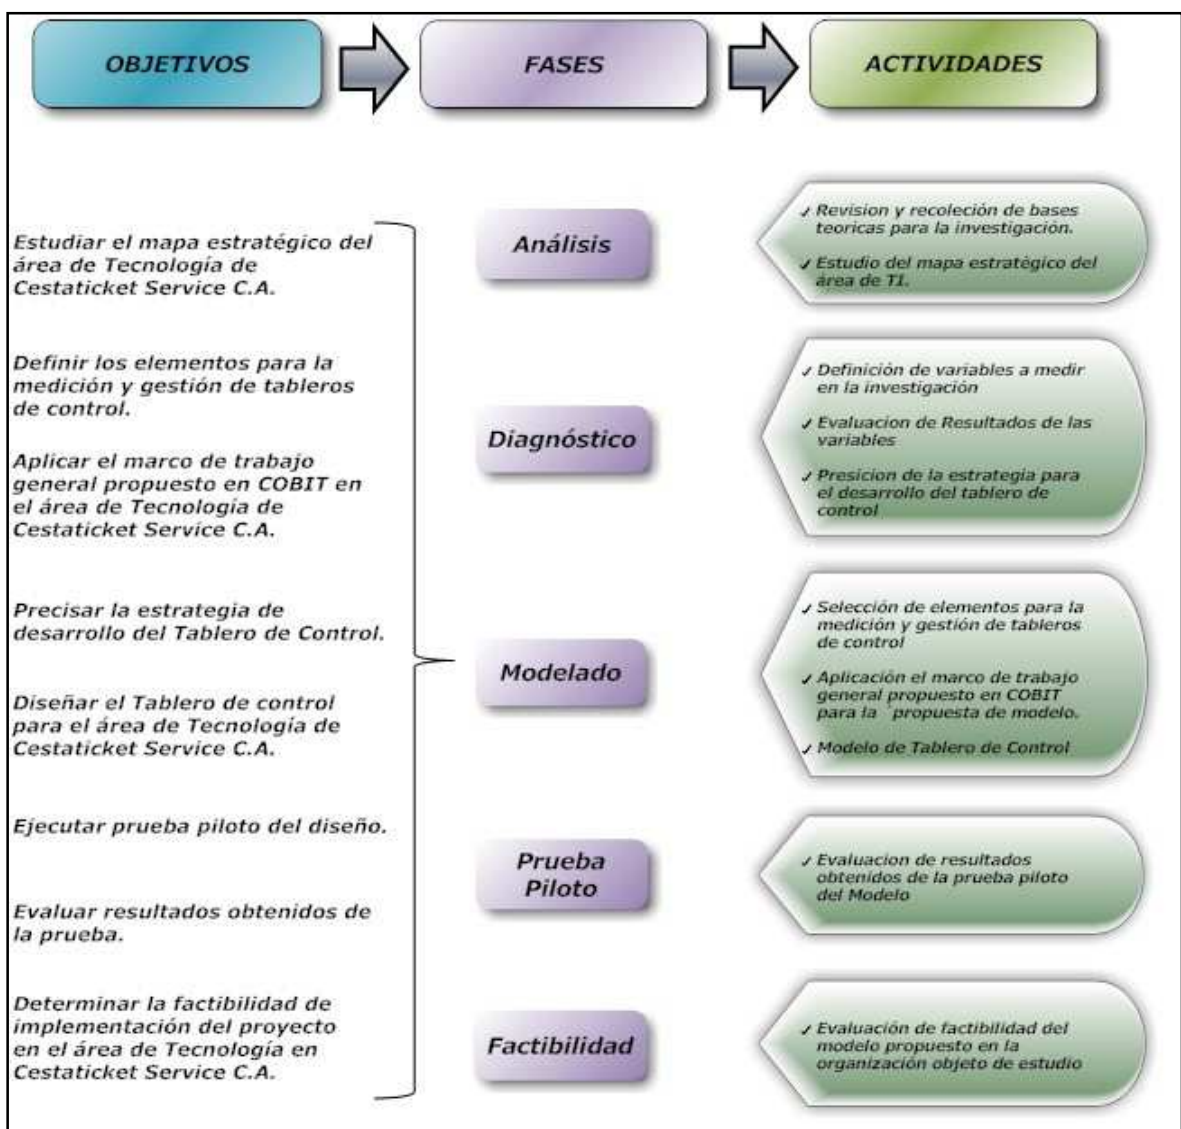 OBJETIVOS
FASES
ACTIVIDADES
Estudiar el mapa estratégico del
área de Tecnología de
Cestaticket Service C.A.
Definir los elementos para la
medición y gestión de tableros
de control.
Aplicar el marco de trabajo
general propuesto en COBIT en
el área de Tecnología de
Cestaticket Service C.A.
Precisar la estrategia de
desarrollo del Tablero de Control.
Diseñar el Tablero de control
para el área de Tecnología de
Cestaticket Service C.A.
Ejecutar prueba piloto del diseño.
Evaluar resultados obtenidos de
la prueba.
Determinar la factibilidad de
implementación del proyecto
en el área de Tecnología en
Cestaticket Service C.A.
Análisis
Diagnóstico
Modelado
Prueba
Piloto
Factibilidad
✓ Revision y recoleción de bases
teoricas para la investigación.
✓ Estudio del mapa estratégico del
área de TI.
✓ Definición de variables a medir
en la investigación
✓ Evaluacion de Resultados de las
variables
✓ Presicion de la estrategia para
el desarrollo del tablero de
control
✓ Selección de elementos para la
medición y gestión de tableros
de control
✓ Aplicación el marco de trabajo
general propuesto en COBIT
para la propuesta de modelo.
✓ Modelo de Tablero de Control
✓ Evaluacion de resultados
obtenidos de la prueba piloto
del Modelo
✓ Evaluación de factibilidad del
modelo propuesto en la
organización objeto de estudio